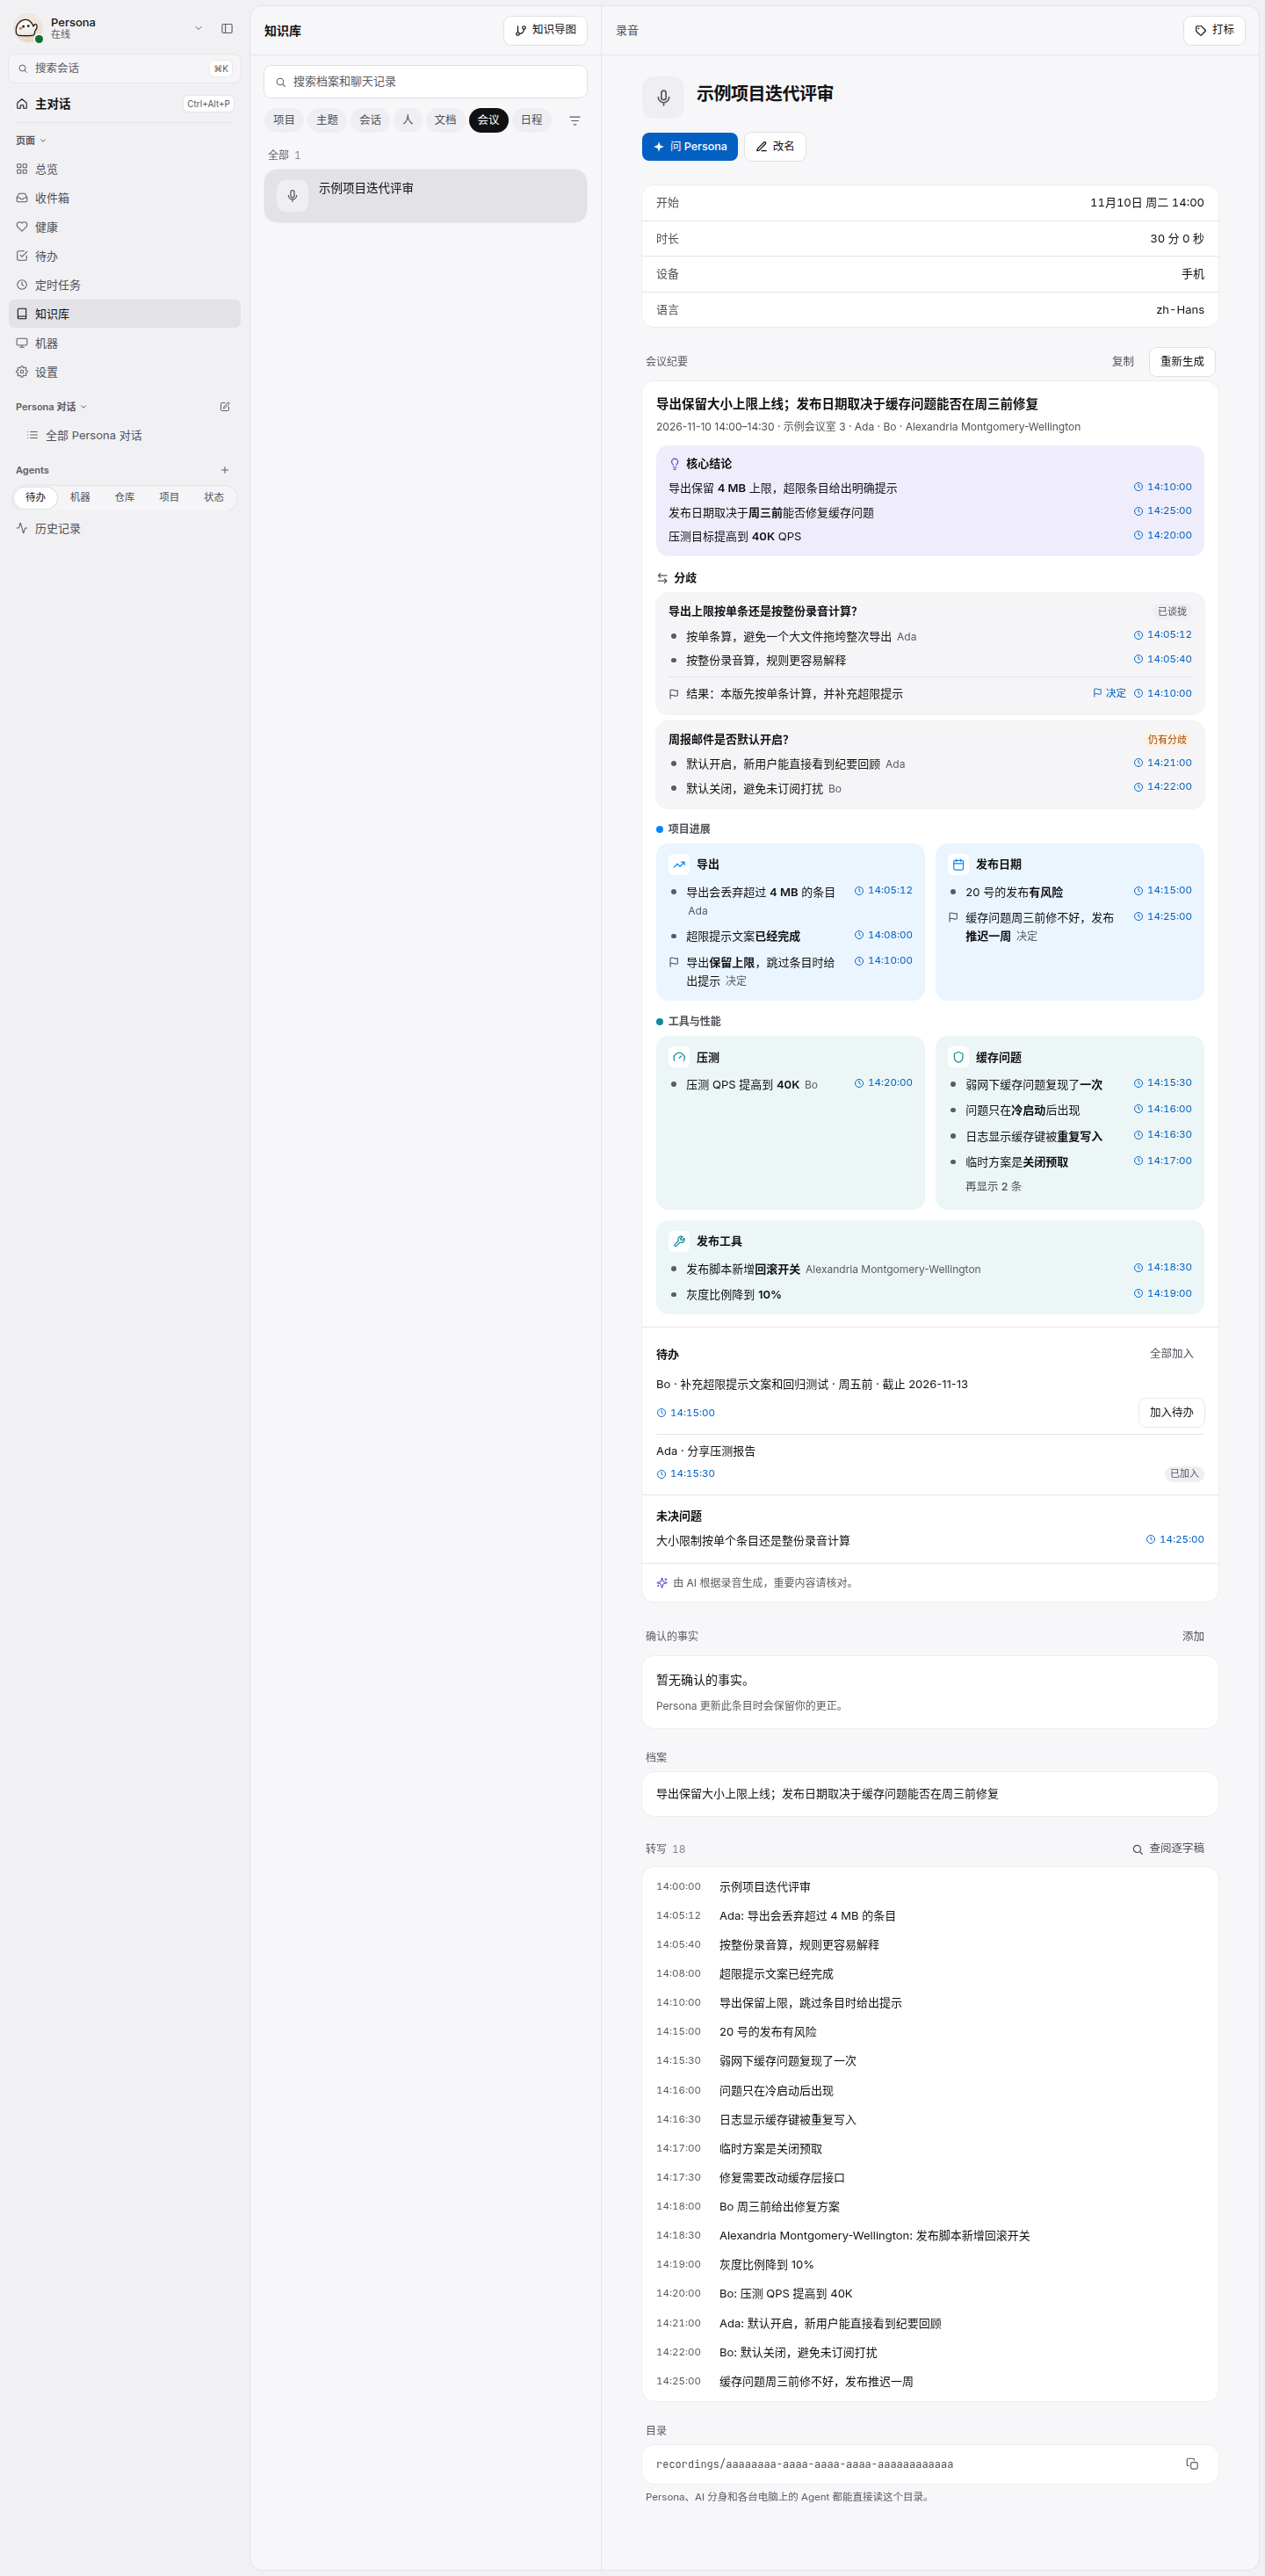 Persona
在线
搜索会话
⌘K
主对话
Ctrl+Alt+P
页面
总览
收件箱
健康
待办
定时任务
知识库
机器
设置
Persona 对话
全部 Persona 对话
Agents
待办 机器 仓库 项目 状态
历史记录
知识库
知识导图
搜索档案和聊天记录
项目 主题 会话 人 文档 会议 日程
全部 1
示例项目迭代评审
录音
打标
示例项目迭代评审
问 Persona
改名
开始 11月10日 周二 14:00
时长 30 分 0 秒
设备 手机
语言 zh-Hans
会议纪要 复制 重新生成
导出保留大小上限上线；发布日期取决于缓存问题能否在周三前修复
2026-11-10 14:00–14:30 · 示例会议室 3 · Ada · Bo · Alexandria Montgomery-Wellington
核心结论
导出保留 4 MB 上限，超限条目给出明确提示 14:10:00
发布日期取决于周三前能否修复缓存问题 14:25:00
压测目标提高到 40K QPS 14:20:00
分歧
导出上限按单条还是按整份录音计算？ 已谈拢
按单条算，避免一个大文件拖垮整次导出 Ada 14:05:12
按整份录音算，规则更容易解释 14:05:40
结果：本版先按单条计算，并补充超限提示 决定 14:10:00
周报邮件是否默认开启？ 仍有分歧
默认开启，新用户能直接看到纪要回顾 Ada 14:21:00
默认关闭，避免未订阅打扰 Bo 14:22:00
项目进展
导出
导出会丢弃超过 4 MB 的条目 14:05:12
Ada
超限提示文案已经完成 14:08:00
导出保留上限，跳过条目时给 14:10:00
出提示 决定
发布日期
20 号的发布有风险 14:15:00
缓存问题周三前修不好，发布 14:25:00
推迟一周 决定
工具与性能
压测
压测 QPS 提高到 40K Bo 14:20:00
缓存问题
弱网下缓存问题复现了一次 14:15:30
问题只在冷启动后出现 14:16:00
日志显示缓存键被重复写入 14:16:30
临时方案是关闭预取 14:17:00
再显示 2 条
发布工具
发布脚本新增回滚开关 Alexandria Montgomery-Wellington 14:18:30
灰度比例降到 10% 14:19:00
待办 全部加入
Bo · 补充超限提示文案和回归测试 · 周五前 · 截止 2026-11-13
14:15:00 加入待办
Ada · 分享压测报告
14:15:30 已加入
未决问题
大小限制按单个条目还是整份录音计算 14:25:00
由 AI 根据录音生成，重要内容请核对。
确认的事实 添加
暂无确认的事实。
Persona 更新此条目时会保留你的更正。
档案
导出保留大小上限上线；发布日期取决于缓存问题能否在周三前修复
转写 18 查阅逐字稿
14:00:00 示例项目迭代评审
14:05:12 Ada: 导出会丢弃超过 4 MB 的条目
14:05:40 按整份录音算，规则更容易解释
14:08:00 超限提示文案已经完成
14:10:00 导出保留上限，跳过条目时给出提示
14:15:00 20 号的发布有风险
14:15:30 弱网下缓存问题复现了一次
14:16:00 问题只在冷启动后出现
14:16:30 日志显示缓存键被重复写入
14:17:00 临时方案是关闭预取
14:17:30 修复需要改动缓存层接口
14:18:00 Bo 周三前给出修复方案
14:18:30 Alexandria Montgomery-Wellington: 发布脚本新增回滚开关
14:19:00 灰度比例降到 10%
14:20:00 Bo: 压测 QPS 提高到 40K
14:21:00 Ada: 默认开启，新用户能直接看到纪要回顾
14:22:00 Bo: 默认关闭，避免未订阅打扰
14:25:00 缓存问题周三前修不好，发布推迟一周
目录
recordings/aaaaaaaa-aaaa-aaaa-aaaa-aaaaaaaaaaaa
Persona、AI 分身和各台电脑上的 Agent 都能直接读这个目录。